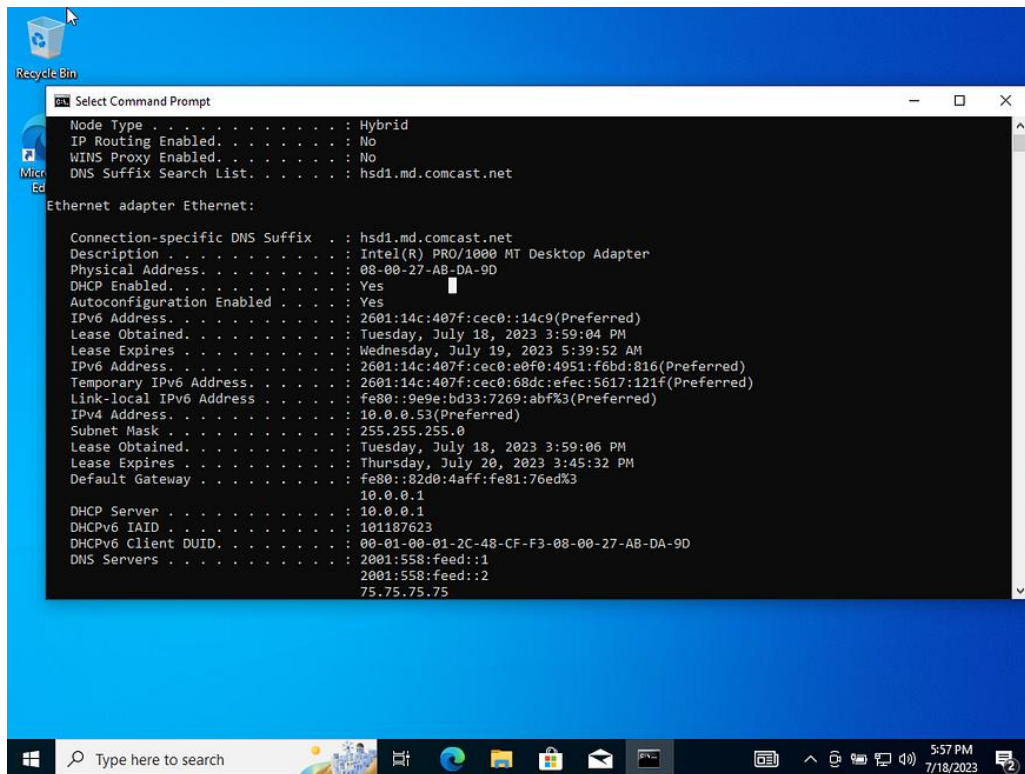 Recycle Bin
Select Command Prompt
Node Type . . . . . . . . . . . . : Hybrid
IP Routing Enabled. . . . . . . . : No
WINS Proxy Enabled. . . . . . . . : No
DNS Suffix Search List. . . . . . : hsd1.md.comcast.net
Micr
Ed
Ethernet adapter Ethernet:
Connection-specific DNS Suffix  . : hsd1.md.comcast.net
Description . . . . . . . . . . . : Intel(R) PRO/1000 MT Desktop Adapter
Physical Address. . . . . . . . . : 08-00-27-AB-DA-9D
DHCP Enabled. . . . . . . . . . . : Yes
Autoconfiguration Enabled . . . . : Yes
IPv6 Address. . . . . . . . . . . : 2601:14c:407f:cec0::14c9(Preferred)
Lease Obtained. . . . . . . . . . : Tuesday, July 18, 2023 3:59:04 PM
Lease Expires . . . . . . . . . . : Wednesday, July 19, 2023 5:39:52 AM
IPv6 Address. . . . . . . . . . . : 2601:14c:407f:cec0:e0f0:4951:f6bd:816(Preferred)
Temporary IPv6 Address. . . . . . : 2601:14c:407f:cec0:68dc:efec:5617:121f(Preferred)
Link-local IPv6 Address . . . . . : fe80::9e9e:bd33:7269:abf%3(Preferred)
IPv4 Address. . . . . . . . . . . : 10.0.0.53(Preferred)
Subnet Mask . . . . . . . . . . . : 255.255.255.0
Lease Obtained. . . . . . . . . . : Tuesday, July 18, 2023 3:59:06 PM
Lease Expires . . . . . . . . . . : Thursday, July 20, 2023 3:45:32 PM
Default Gateway . . . . . . . . . : fe80::82d0:4aff:fe81:76ed%3
10.0.0.1
DHCP Server . . . . . . . . . . . : 10.0.0.1
DHCPv6 IAID . . . . . . . . . . . : 101187623
DHCPv6 Client DUID. . . . . . . . : 00-01-00-01-2C-48-CF-F3-08-00-27-AB-DA-9D
DNS Servers . . . . . . . . . . . : 2001:558:feed::1
2001:558:feed::2
75.75.75.75
Type here to search
5:57 PM
7/18/2023
2